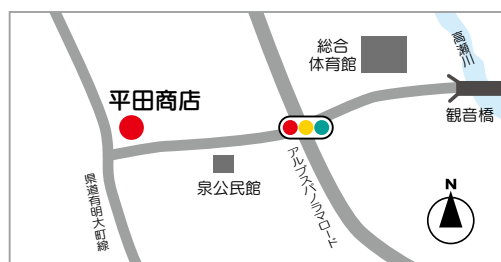 総合
体育館
高瀬川
観音橋
平田商店
泉公民館
アルプスパノラマロード
県道有明大町線
N